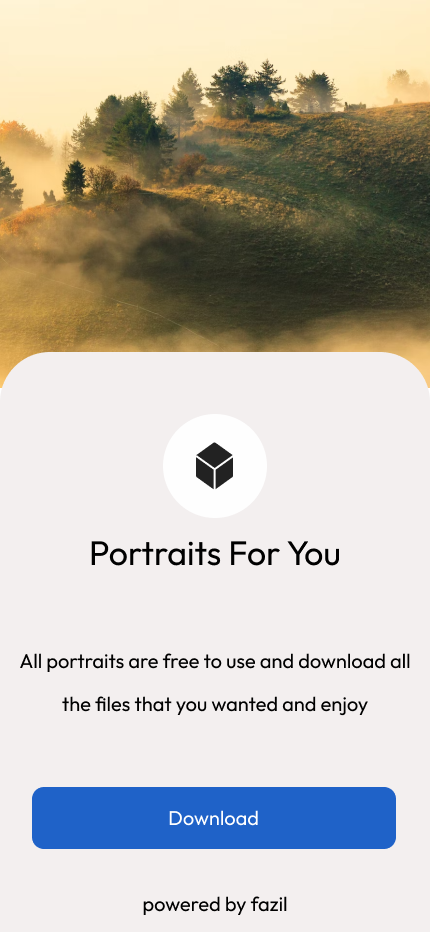 Portraits For You
All portraits are free to use and download all
the files that you wanted and enjoy
Download
powered by fazil